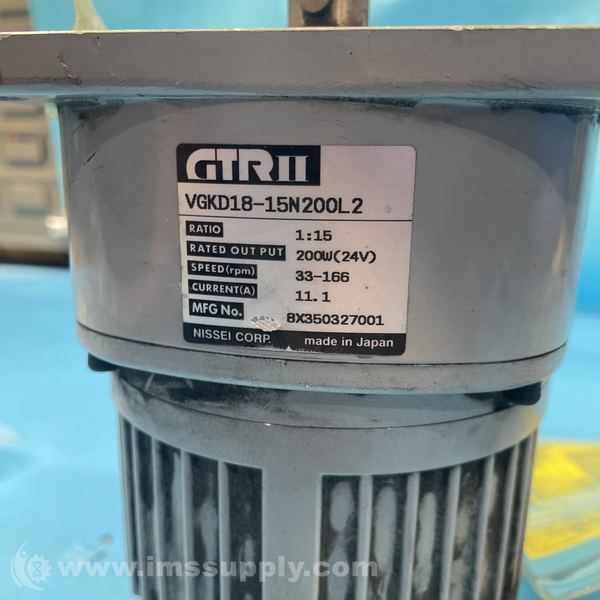 GTRII
VGKD18-15N200L2
RATIO 1:15
RATED OUT PUT 200W(24V)
SPEED(rpm) 33-166
CURRENT(A) 11.1
MFG No. 8X350327001
NISSEI CORP. made in Japan
www.imssupply.com